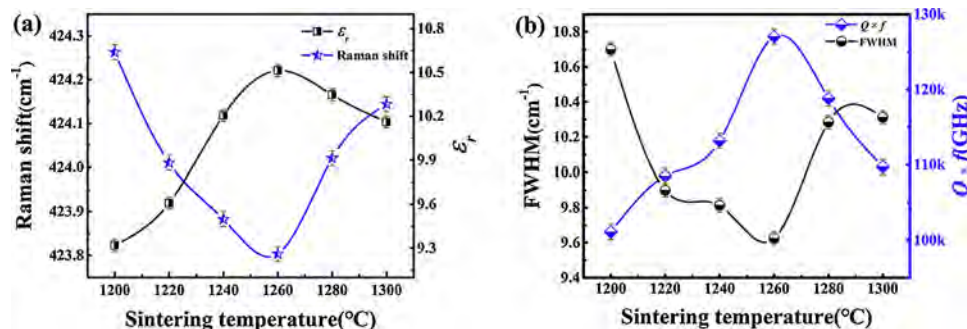 (a)
424.3
424.2
424.1
424.0
423.9
423.8
Raman shift(cm⁻¹)
εr
Raman shift
10.8
10.5
10.2
9.9
9.6
9.3
εr
1200 1220 1240 1260 1280 1300
Sintering temperature(°C)
(b)
10.8
10.6
10.4
10.2
10.0
9.8
9.6
9.4
FWHM(cm⁻¹)
Q×f
FWHM
130k
120k
110k
100k
Q × f(GHz)
1200 1220 1240 1260 1280 1300
Sintering temperature(°C)